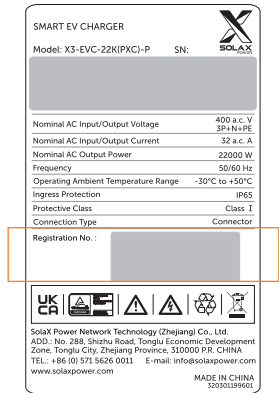 SMART EV CHARGER
SOLAX
POWER
Model: X3-EVC-22K(PXC)-P SN:
Nominal AC Input/Output Voltage 400 a.c. V
3P+N+PE
Nominal AC Input/Output Current 32 a.c. A
Nominal AC Output Power 22000 W
Frequency 50/60 Hz
Operating Ambient Temperature Range -30°C to +50°C
Ingress Protection IP65
Protective Class Class I
Connection Type Connector
Registration No. :
UK
CA
SolaX Power Network Technology (Zhejiang) Co., Ltd.
ADD.: No. 288, Shizhu Road, Tonglu Economic Development
Zone, Tonglu City, Zhejiang Province, 310000 P.R. CHINA
TEL.: +86 (0) 571 5626 0011 E-mail: info@solaxpower.com
www.solaxpower.com
MADE IN CHINA
320301199601